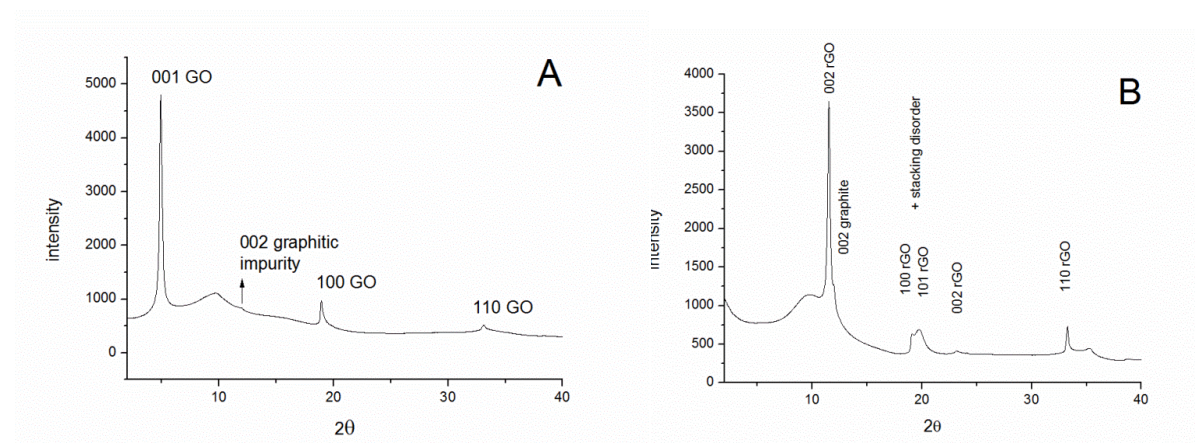 A
001 GO
002 graphitic
impurity
100 GO
110 GO
5000
4000
3000
2000
1000
0
intensity
10
20
30
40
2θ
B
002 rGO
002 graphite
+ stacking disorder
100 rGO
101 rGO
002 rGO
110 rGO
4000
3500
3000
2500
2000
1500
1000
500
0
intensity
10
20
30
40
2θ